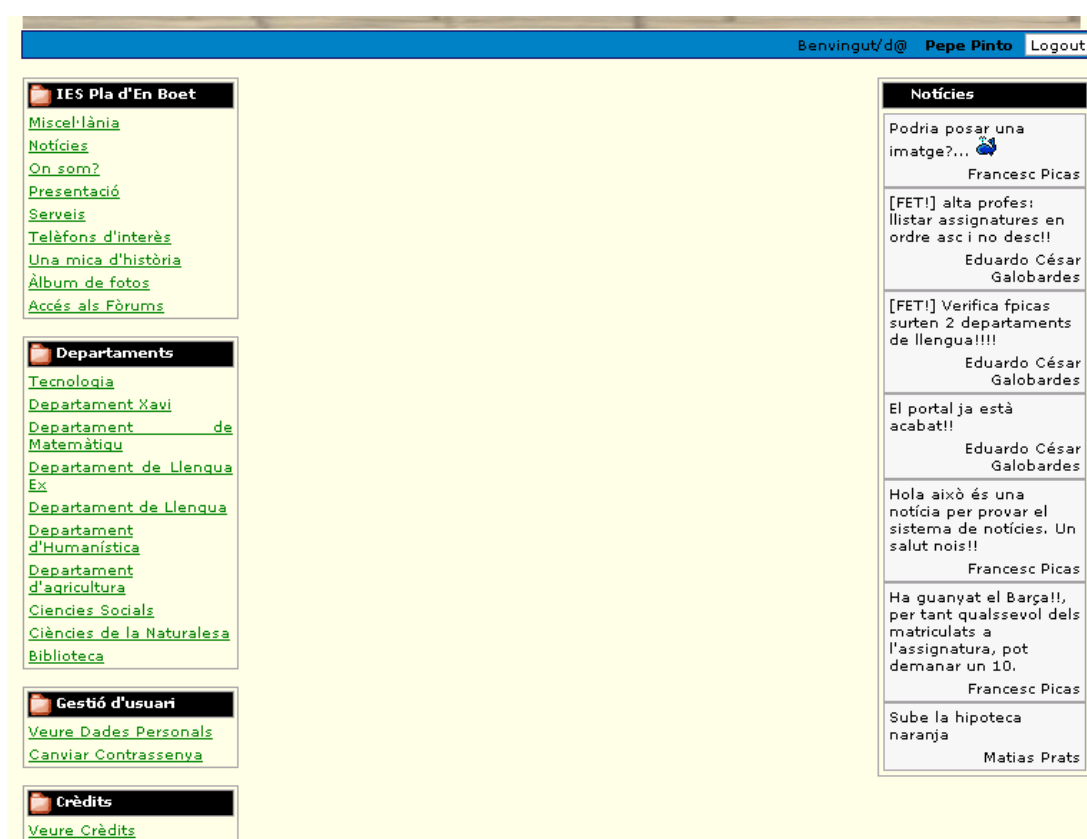 Benvingut/d@ Pepe Pinto Logout
IES Pla d'En Boet
Miscel·lània
Notícies
On som?
Presentació
Serveis
Telèfons d'interès
Una mica d'història
Àlbum de fotos
Accés als Fòrums
Departaments
Tecnologia
Departament Xavi
Departament de
Matemàtiqu
Departament de Llengua
Ex
Departament de Llengua
Departament
d'Humanística
Departament
d'agricultura
Ciencies Socials
Ciències de la Naturalesa
Biblioteca
Gestió d'usuari
Veure Dades Personals
Canviar Contrassenya
Crèdits
Veure Crèdits
Notícies
Podria posar una
imatge?...
Francesc Picas
[FET!] alta profes:
llistar assignatures en
ordre asc i no desc!!
Eduardo César
Galobardes
[FET!] Verifica fpicas
surten 2 departaments
de llengua!!!!
Eduardo César
Galobardes
El portal ja està
acabat!!
Eduardo César
Galobardes
Hola això és una
notícia per provar el
sistema de notícies. Un
salut nois!!
Francesc Picas
Ha guanyat el Barça!!,
per tant qualssevol dels
matriculats a
l'assignatura, pot
demanar un 10.
Francesc Picas
Sube la hipoteca
naranja
Matias Prats